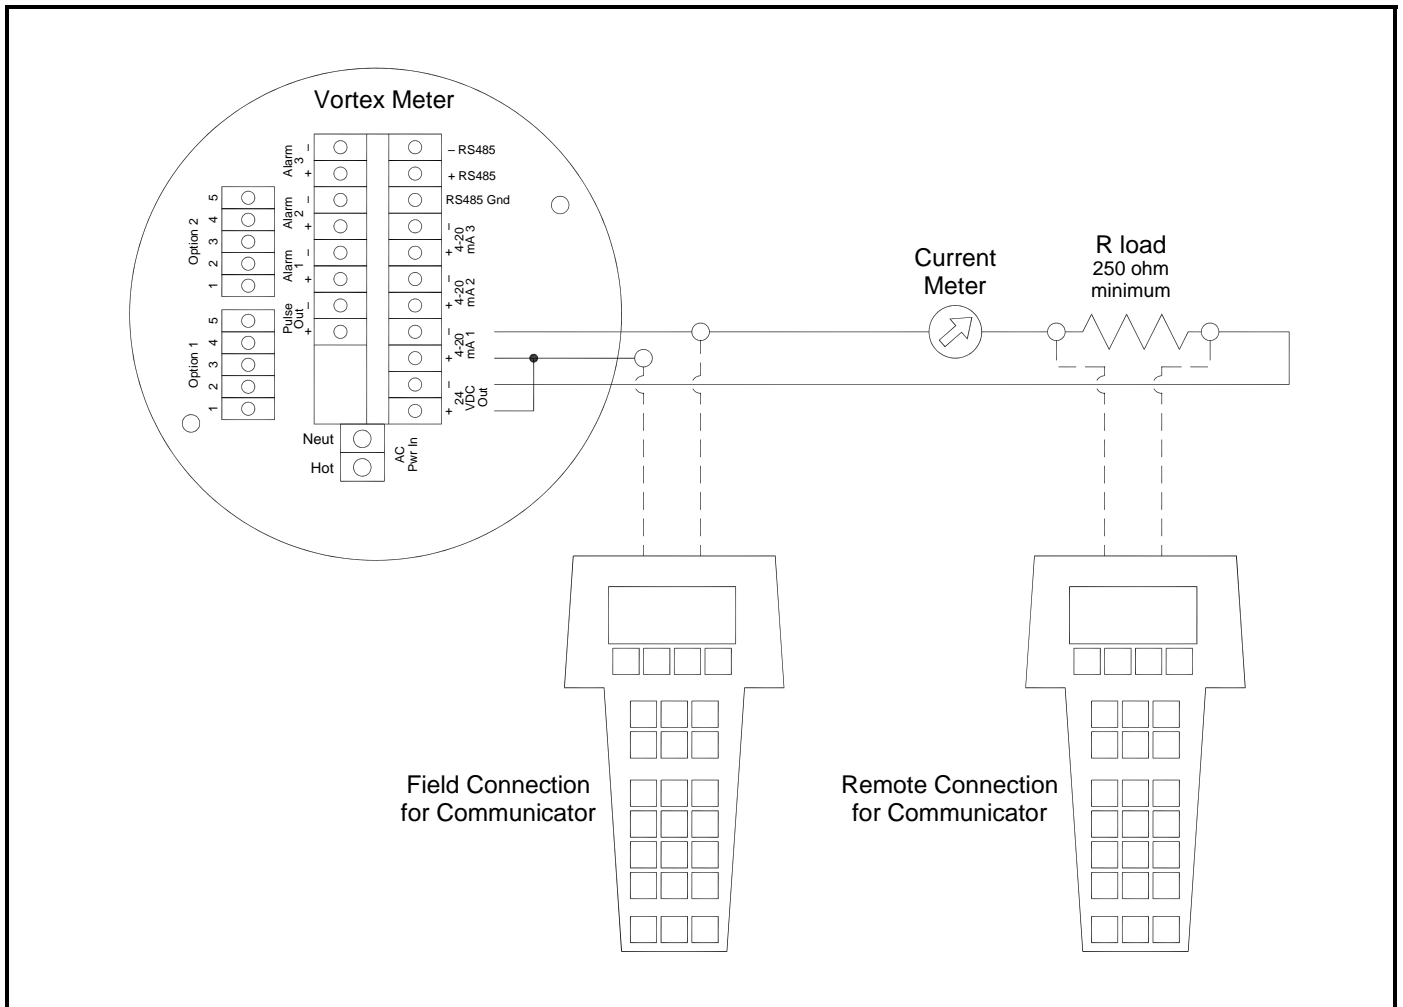 Vortex Meter
Alarm
3
–
+
Alarm
2
–
+
Alarm
1
–
+
Pulse
Out
–
+
– RS485
+ RS485
RS485 Gnd
–
+
4-20
mA 3
–
+
4-20
mA 2
–
+
4-20
mA 1
–
+
24
VDC
Out
Option 2
5
4
3
2
1
Option 1
5
4
3
2
1
Neut
Hot
AC
Pwr In
Current
Meter
R load
250 ohm
minimum
Field Connection
for Communicator
Remote Connection
for Communicator